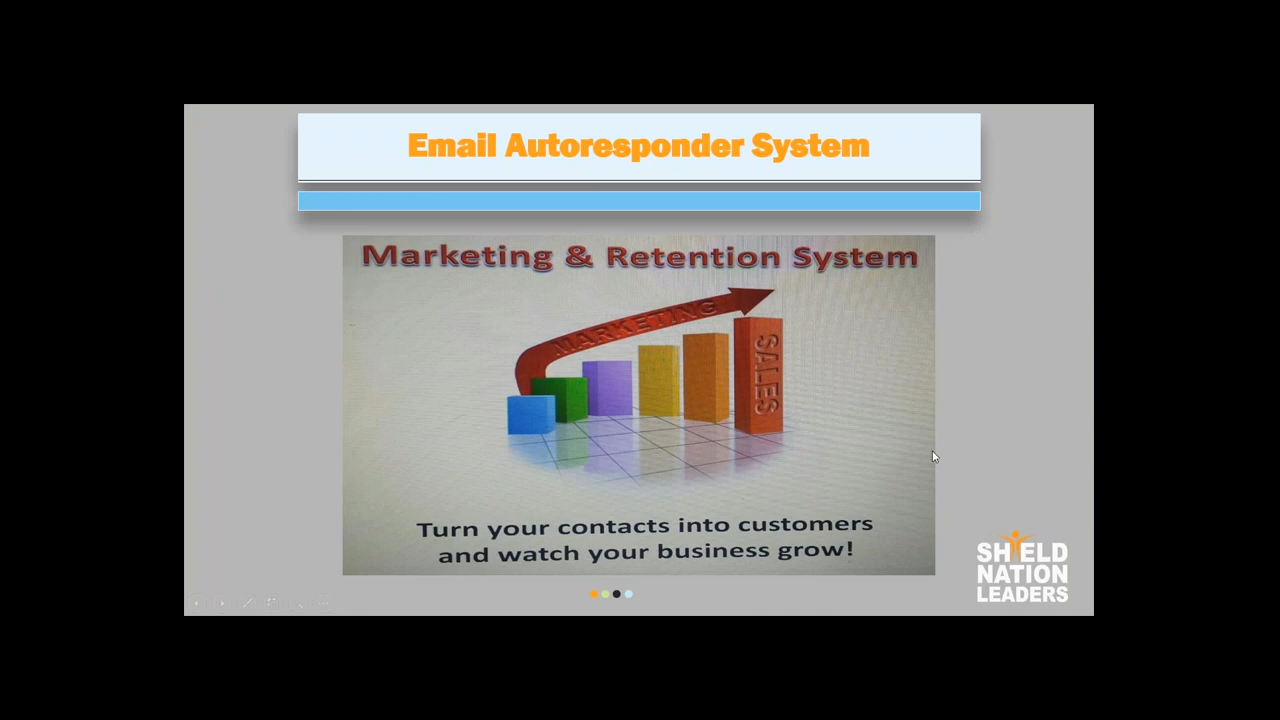 Email Autoresponder System
Marketing & Retention System
MARKETING
SALES
Turn your contacts into customers
and watch your business grow!
SHIELD
NATION
LEADERS